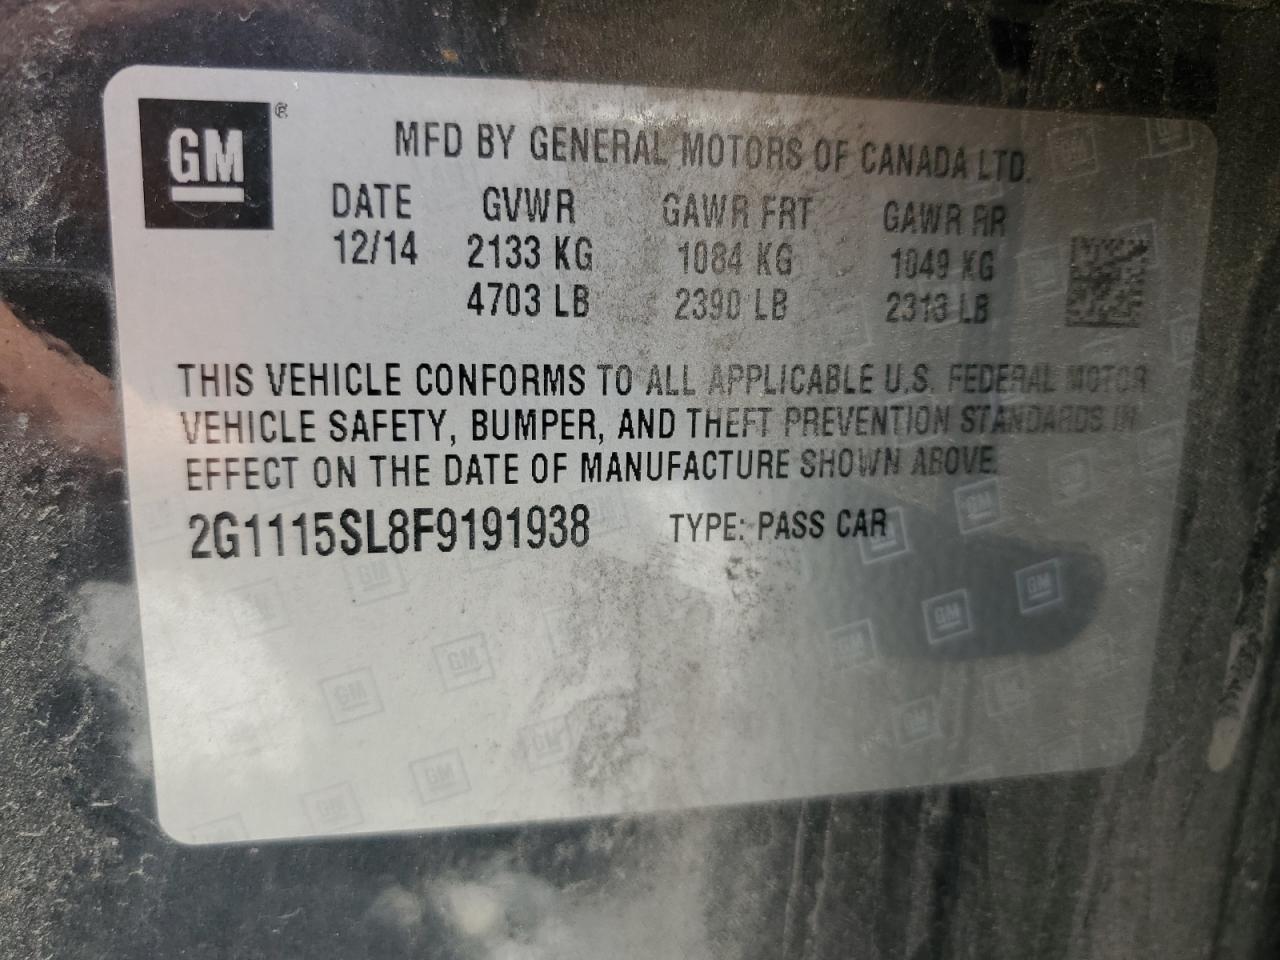 GM®
MFD BY GENERAL MOTORS OF CANADA LTD.
DATE GVWR GAWR FRT GAWR RR
12/14 2133 KG 1084 KG 1049 KG
4703 LB 2390 LB 2313 LB
THIS VEHICLE CONFORMS TO ALL APPLICABLE U.S. FEDERAL MOTOR
VEHICLE SAFETY, BUMPER, AND THEFT PREVENTION STANDARDS IN
EFFECT ON THE DATE OF MANUFACTURE SHOWN ABOVE.
2G1115SL8F9191938 TYPE: PASS CAR